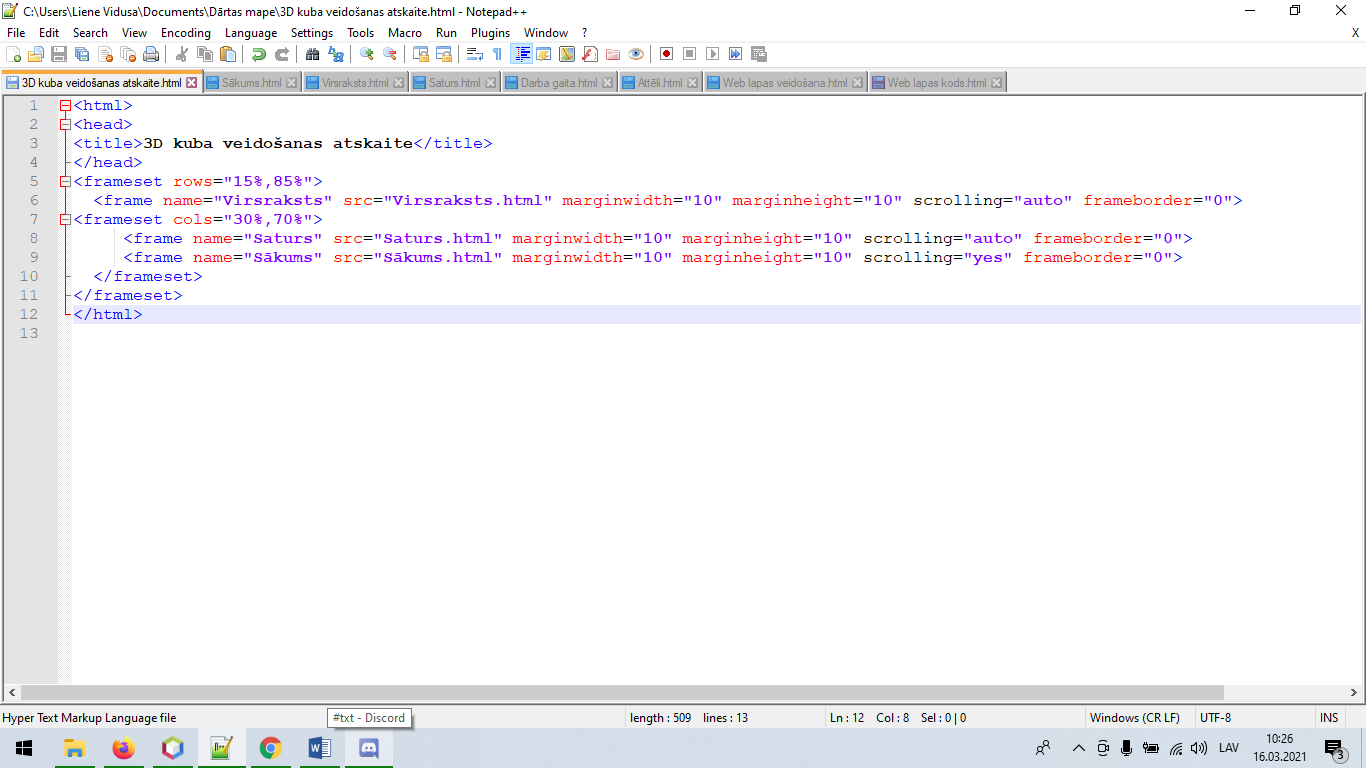 C:\Users\Liene Vidusa\Documents\Dārtas mape\3D kuba veidošanas atskaite.html - Notepad++
File Edit Search View Encoding Language Settings Tools Macro Run Plugins Window ? X
3D kuba veidošanas atskaite.html Sākums.html Virsraksts.html Saturs.html Darba gaita.html Attēli.html Web lapas veidošana.html Web lapas kods.html
1 <html>
2 <head>
3 <title>3D kuba veidošanas atskaite</title>
4 </head>
5 <frameset rows="15%,85%">
6 <frame name="Virsraksts" src="Virsraksts.html" marginwidth="10" marginheight="10" scrolling="auto" frameborder="0">
7 <frameset cols="30%,70%">
8 <frame name="Saturs" src="Saturs.html" marginwidth="10" marginheight="10" scrolling="auto" frameborder="0">
9 <frame name="Sākums" src="Sākums.html" marginwidth="10" marginheight="10" scrolling="yes" frameborder="0">
10 </frameset>
11 </frameset>
12 </html>
13
Hyper Text Markup Language file #txt - Discord length : 509 lines : 13 Ln : 12 Col : 8 Sel : 0 | 0 Windows (CR LF) UTF-8 INS
LAV
10:26
16.03.2021
3